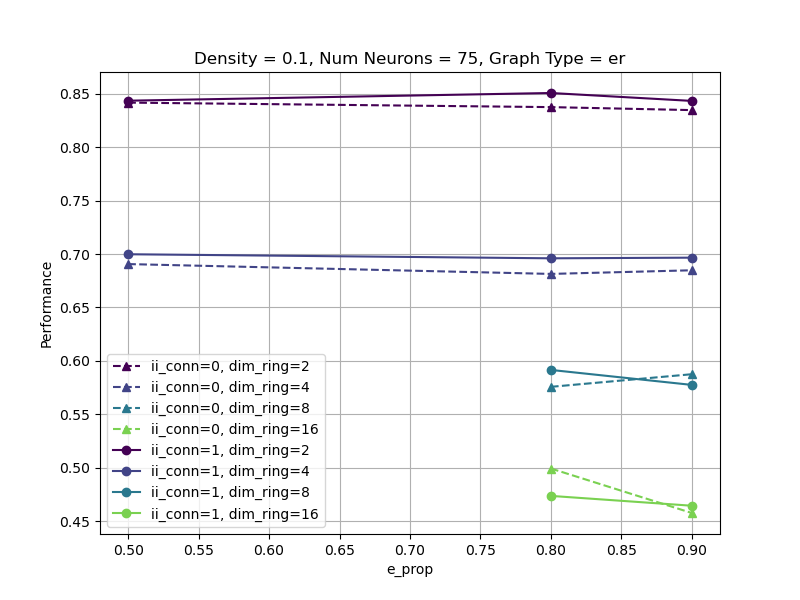 Density = 0.1, Num Neurons = 75, Graph Type = er
Performance
0.85
0.80
0.75
0.70
0.65
0.60
0.55
0.50
0.45
ii_conn=0, dim_ring=2
ii_conn=0, dim_ring=4
ii_conn=0, dim_ring=8
ii_conn=0, dim_ring=16
ii_conn=1, dim_ring=2
ii_conn=1, dim_ring=4
ii_conn=1, dim_ring=8
ii_conn=1, dim_ring=16
0.50 0.55 0.60 0.65 0.70 0.75 0.80 0.85 0.90
e_prop